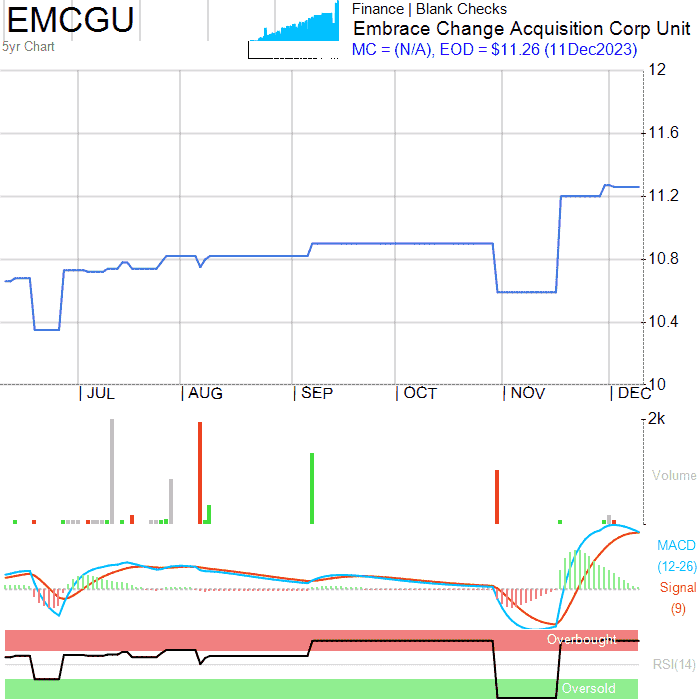 EMCGU
5yr Chart
Finance | Blank Checks
Embrace Change Acquisition Corp Unit
MC = (N/A), EOD = $11.26 (11Dec2023)
12
11.6
11.2
10.8
10.4
10
| JUL | AUG | SEP | OCT | NOV | DEC
2k
Volume
MACD
(12-26)
Signal
(9)
Overbought
RSI(14)
Oversold